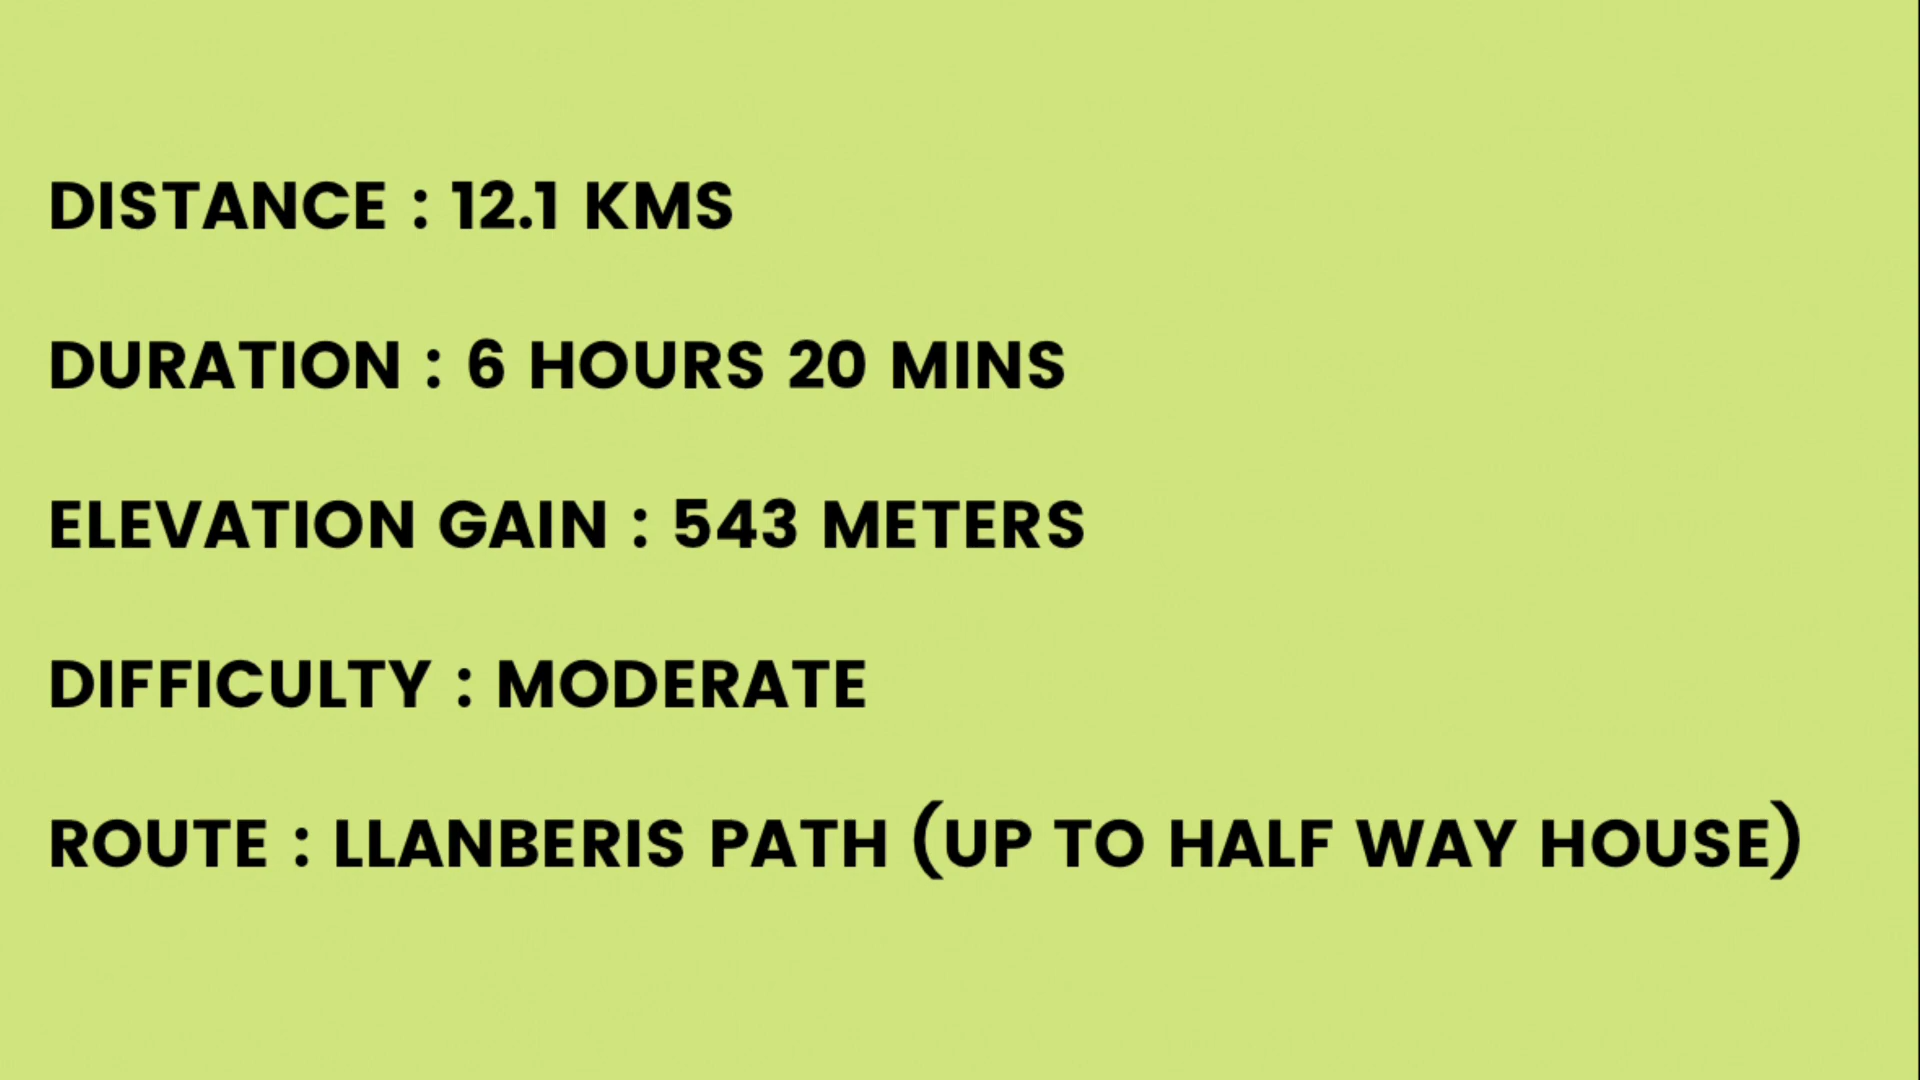 DISTANCE : 12.1 KMS
DURATION : 6 HOURS 20 MINS
ELEVATION GAIN : 543 METERS
DIFFICULTY : MODERATE
ROUTE : LLANBERIS PATH (UP TO HALF WAY HOUSE)